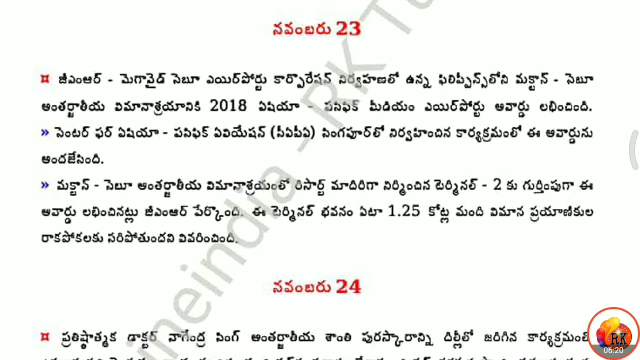 నవంబరు 23
¤ జీఎంఆర్ - మెగావైడ్ సెబూ ఎయిర్‌పోర్టు కార్పొరేషన్ నిర్వహణలో ఉన్న ఫిలిప్పీన్స్‌లోని మక్టాన్ - సెబూ
అంతర్జాతీయ విమానాశ్రయానికి 2018 ఏషియా - పసిఫిక్ మీడియం ఎయిర్‌పోర్టు అవార్డు లభించింది.
» సెంటర్ ఫర్ ఏషియా - పసిఫిక్ ఏవియేషన్ (సీఏపీఏ) సింగపూర్‌లో నిర్వహించిన కార్యక్రమంలో ఈ అవార్డును
అందజేసింది.
» మక్టాన్ - సెబూ అంతర్జాతీయ విమానాశ్రయంలో రిసార్ట్ మాదిరిగా నిర్మించిన టెర్మినల్ - 2 కు గుర్తింపుగా ఈ
అవార్డు లభించినట్లు జీఎంఆర్ పేర్కొంది. ఈ టెర్మినల్ భవనం ఏటా 1.25 కోట్ల మంది విమాన ప్రయాణికుల
రాకపోకలకు సరిపోతుందని వివరించింది.
నవంబరు 24
¤ ప్రతిష్ఠాత్మక డాక్టర్ వాగేంద్ర సింగ్ అంతర్జాతీయ శాంతి పురస్కారాన్ని దిల్లీలో జరిగిన
RK
06:20